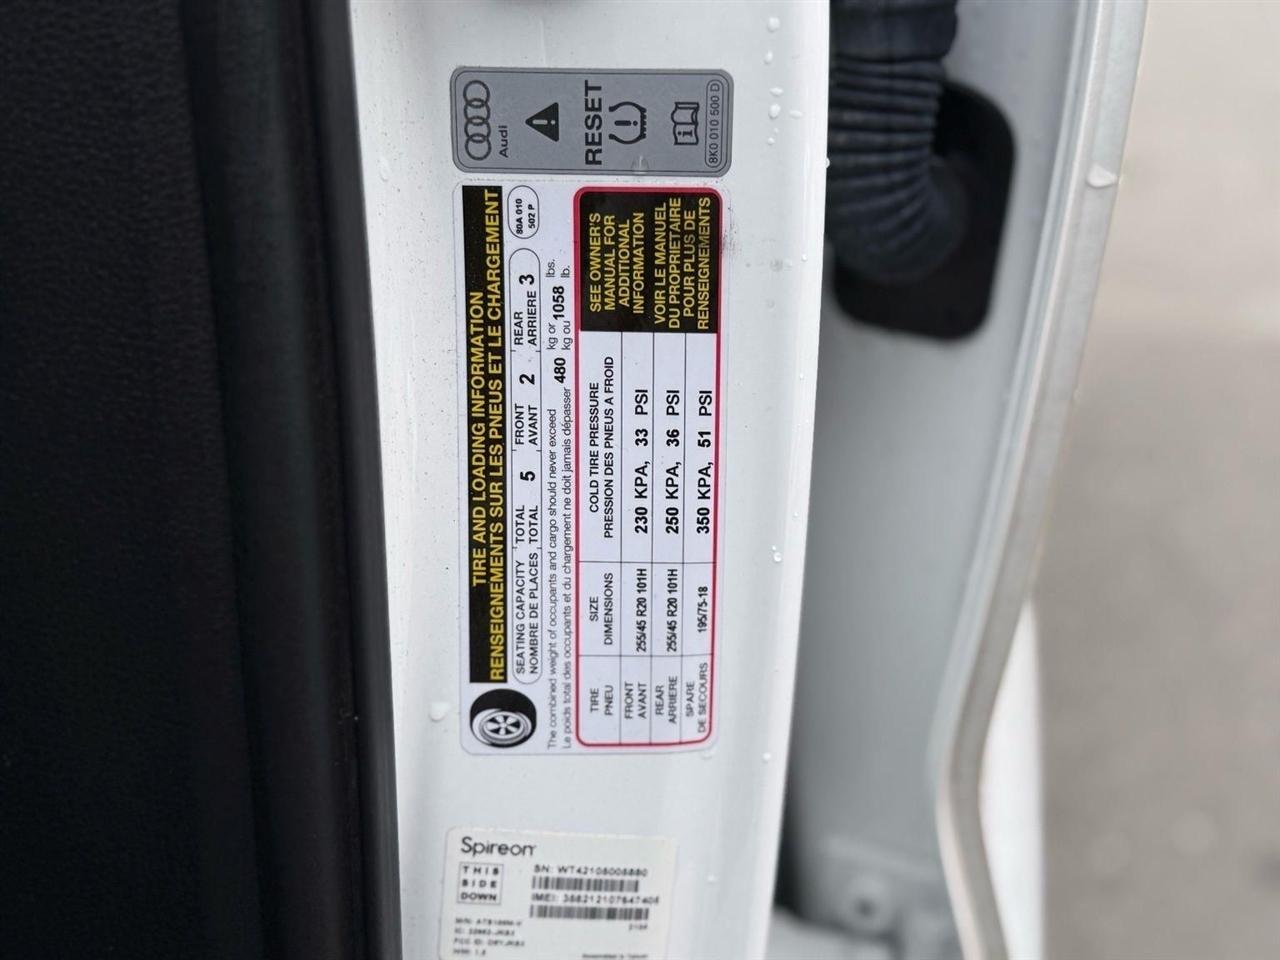 Audi
RESET
8K0 010 500 D
TIRE AND LOADING INFORMATION
RENSEIGNEMENTS SUR LES PNEUS ET LE CHARGEMENT
SEATING CAPACITY TOTAL 5 FRONT 2 REAR 3
NOMBRE DE PLACES TOTAL AVANT ARRIERE
80A 010
502 P
The combined weight of occupants and cargo should never exceed 480 kg or 1058 lbs.
Le poids total des occupants et du chargement ne doit jamais dépasser kg ou lb.
TIRE SIZE COLD TIRE PRESSURE
PNEU DIMENSIONS PRESSION DES PNEUS A FROID
FRONT
AVANT 255/45 R20 101H 230 KPA, 33 PSI
REAR
ARRIERE 255/45 R20 101H 250 KPA, 36 PSI
SPARE
DE SECOURS 195/75-18 350 KPA, 51 PSI
SEE OWNER'S
MANUAL FOR
ADDITIONAL
INFORMATION
VOIR LE MANUEL
DU PROPRIETAIRE
POUR PLUS DE
RENSEIGNEMENTS
Spireon
THIS
SIDE
DOWN
SN:
IMEI: